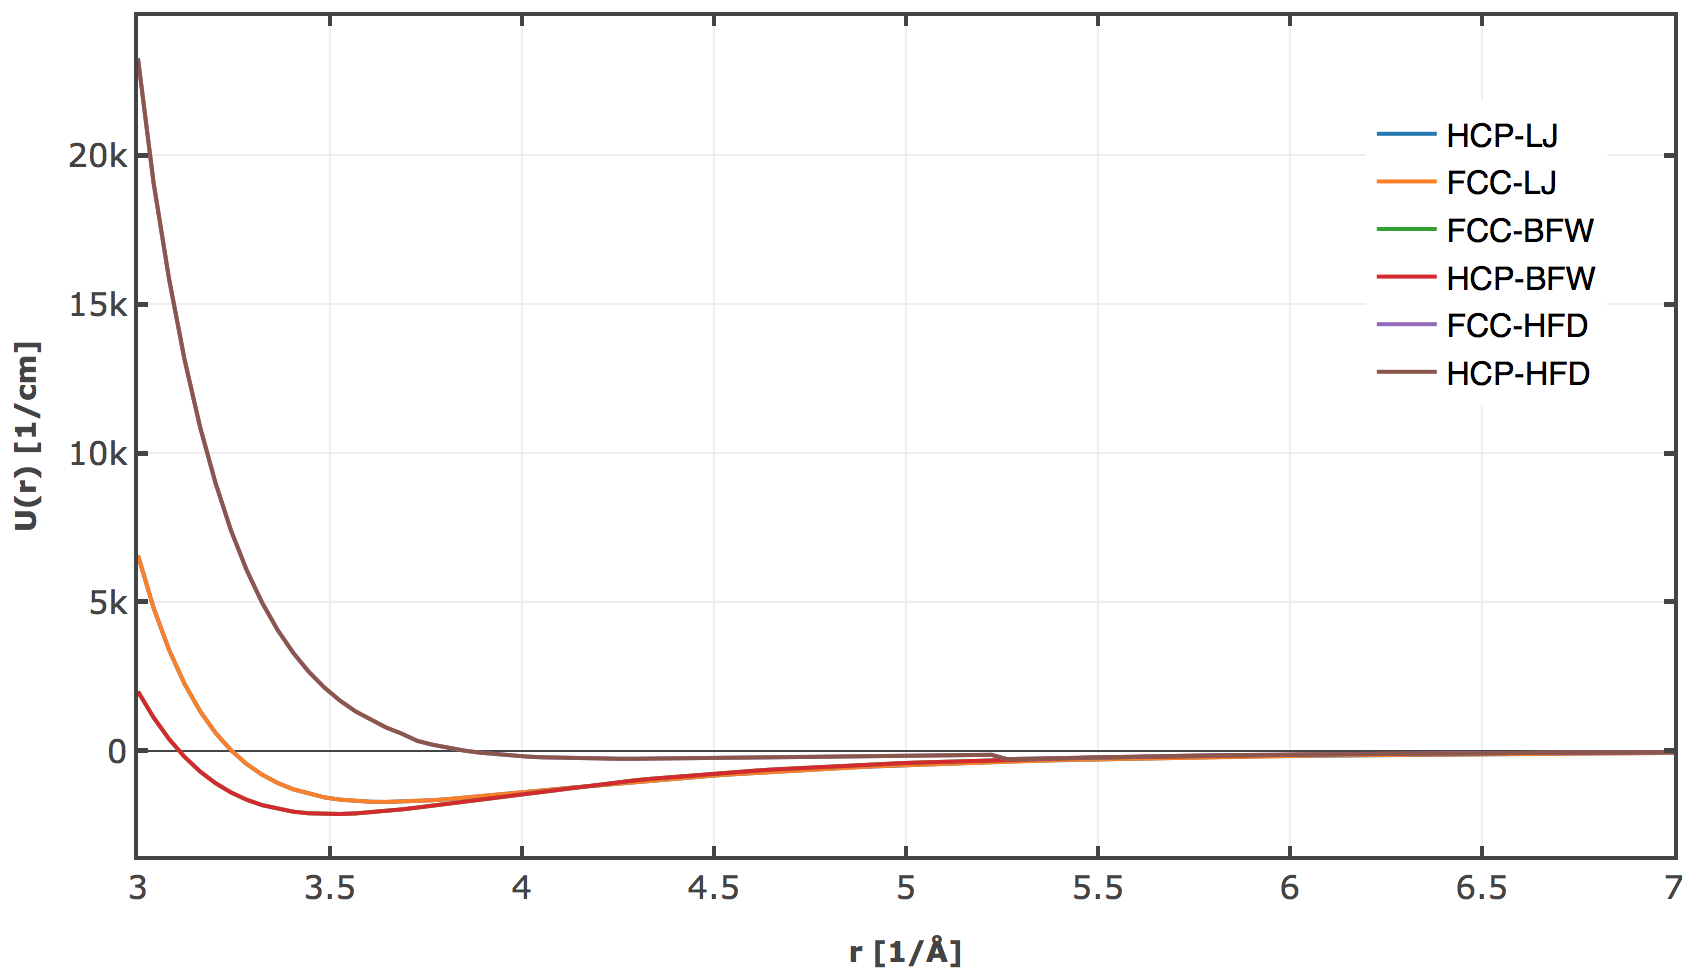 20k
15k
10k
5k
0
U(r) [1/cm]
HCP-LJ
FCC-LJ
FCC-BFW
HCP-BFW
FCC-HFD
HCP-HFD
3 3.5 4 4.5 5 5.5 6 6.5 7
r [1/Å]